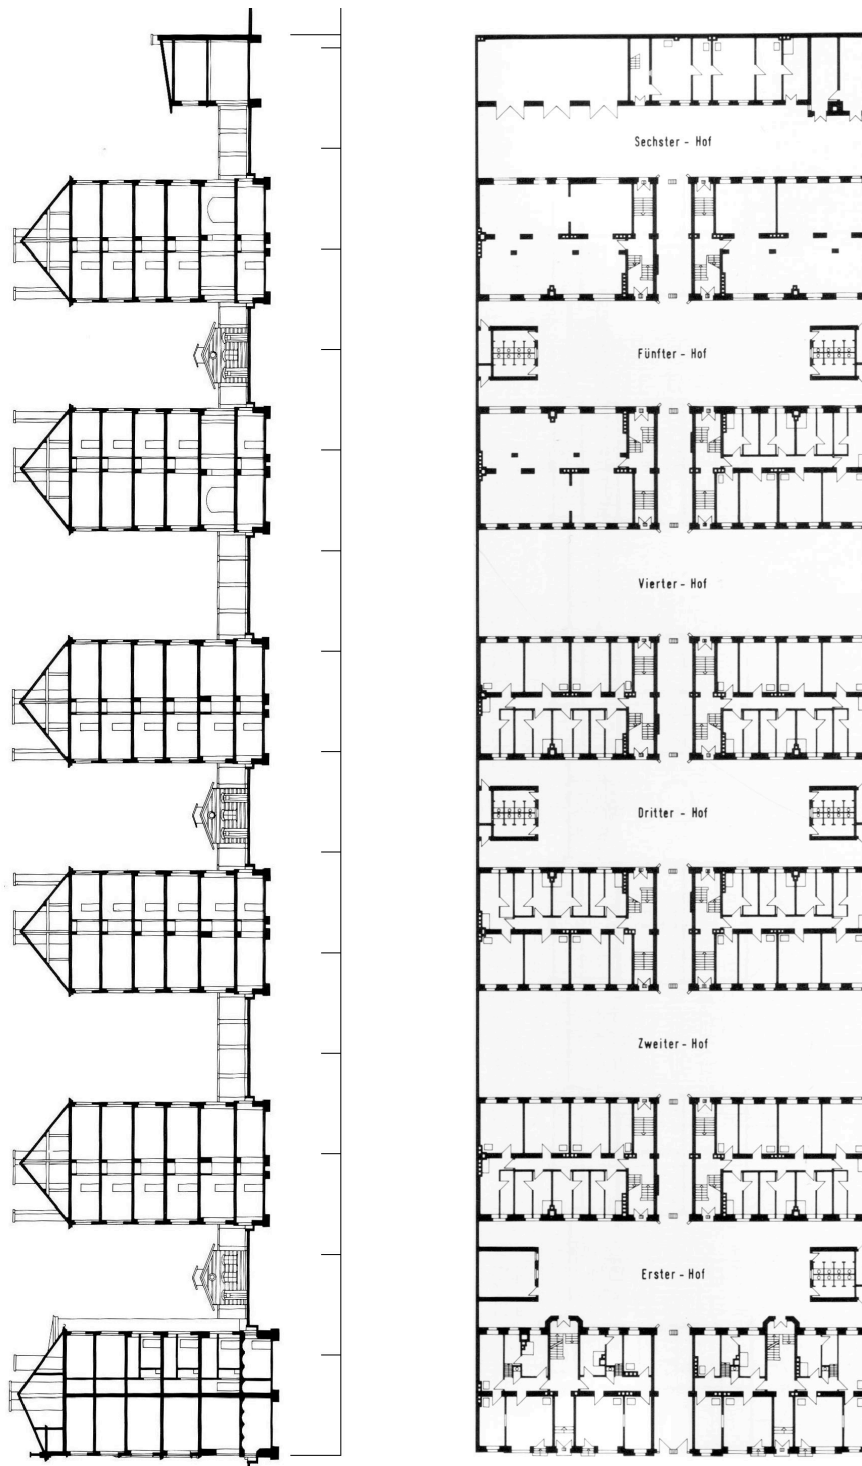 Sechster - Hof
Fünfter - Hof
Vierter - Hof
Dritter - Hof
Zweiter - Hof
Erster - Hof